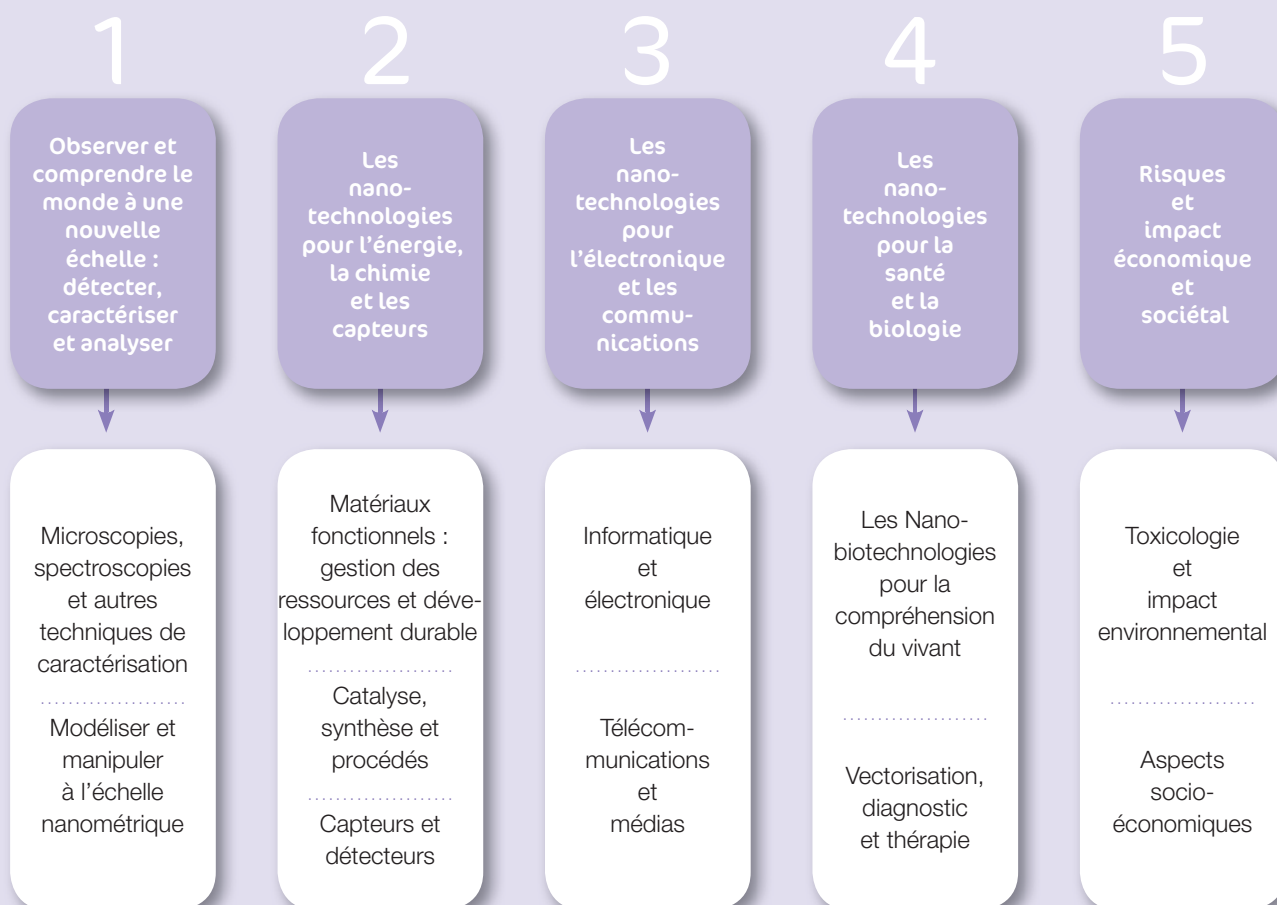 1
Observer et
comprendre le
monde à une
nouvelle
échelle :
détecter,
caractériser
et analyser
Microscopies,
spectroscopies
et autres
techniques de
caractérisation
Modéliser et
manipuler
à l’échelle
nanométrique
2
Les
nano-
technologies
pour l’énergie,
la chimie
et les
capteurs
Matériaux
fonctionnels :
gestion des
ressources et déve-
loppement durable
Catalyse,
synthèse et
procédés
Capteurs et
détecteurs
3
Les
nano-
technologies
pour
l’électronique
et les
commu-
nications
Informatique
et
électronique
Télécom-
munications
et
médias
4
Les
nano-
technologies
pour la
santé
et la
biologie
Les Nano-
biotechnologies
pour la
compréhension
du vivant
Vectorisation,
diagnostic
et thérapie
5
Risques
et
impact
économique
et
sociétal
Toxicologie
et
impact
environnemental
Aspects
socio-
économiques